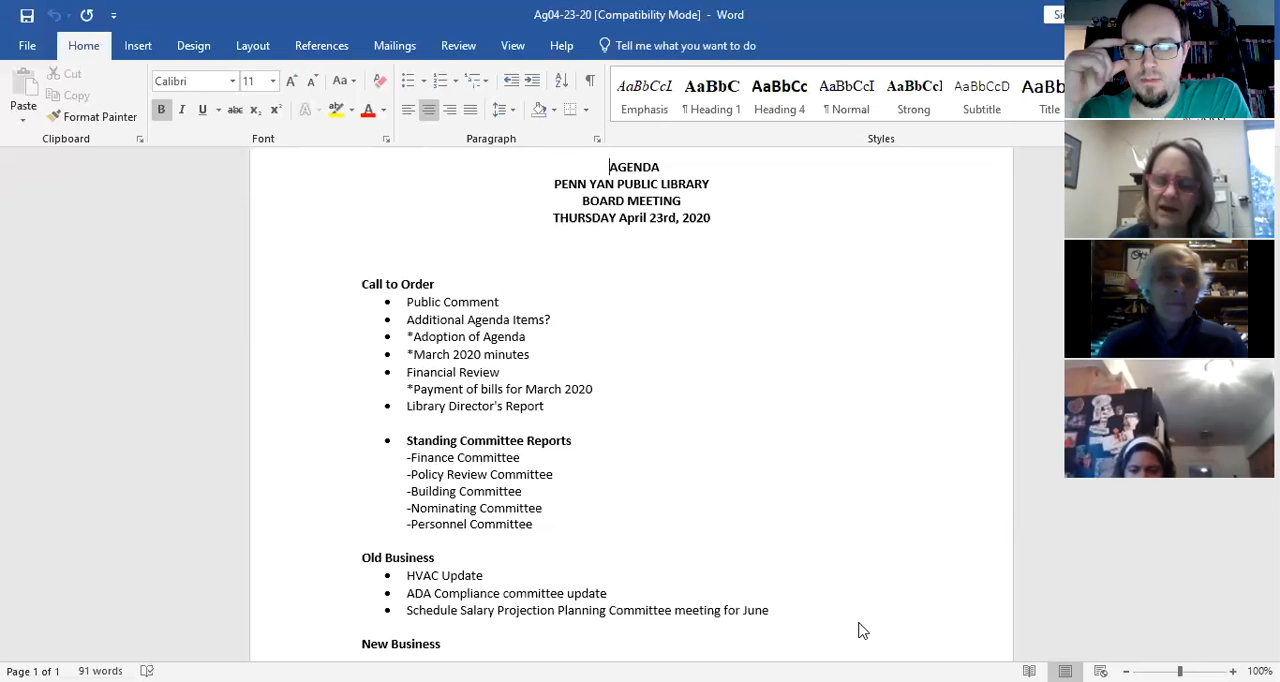 Ag04-23-20 [Compatibility Mode] - Word
File Home Insert Design Layout References Mailings Review View Help Tell me what you want to do
Paste
Cut
Copy
Format Painter
Calibri 11
AaBbCcI AaBbC AaBbCc AaBbCcI AaBbCcI AaBbCcD AaBb
Emphasis ¶ Heading 1 Heading 4 ¶ Normal Strong Subtitle Title
Clipboard Font Paragraph Styles
AGENDA
PENN YAN PUBLIC LIBRARY
BOARD MEETING
THURSDAY April 23rd, 2020
Call to Order
• Public Comment
• Additional Agenda Items?
• *Adoption of Agenda
• *March 2020 minutes
• Financial Review
*Payment of bills for March 2020
• Library Director's Report
• Standing Committee Reports
-Finance Committee
-Policy Review Committee
-Building Committee
-Nominating Committee
-Personnel Committee
Old Business
• HVAC Update
• ADA Compliance committee update
• Schedule Salary Projection Planning Committee meeting for June
New Business
Page 1 of 1 91 words 100%